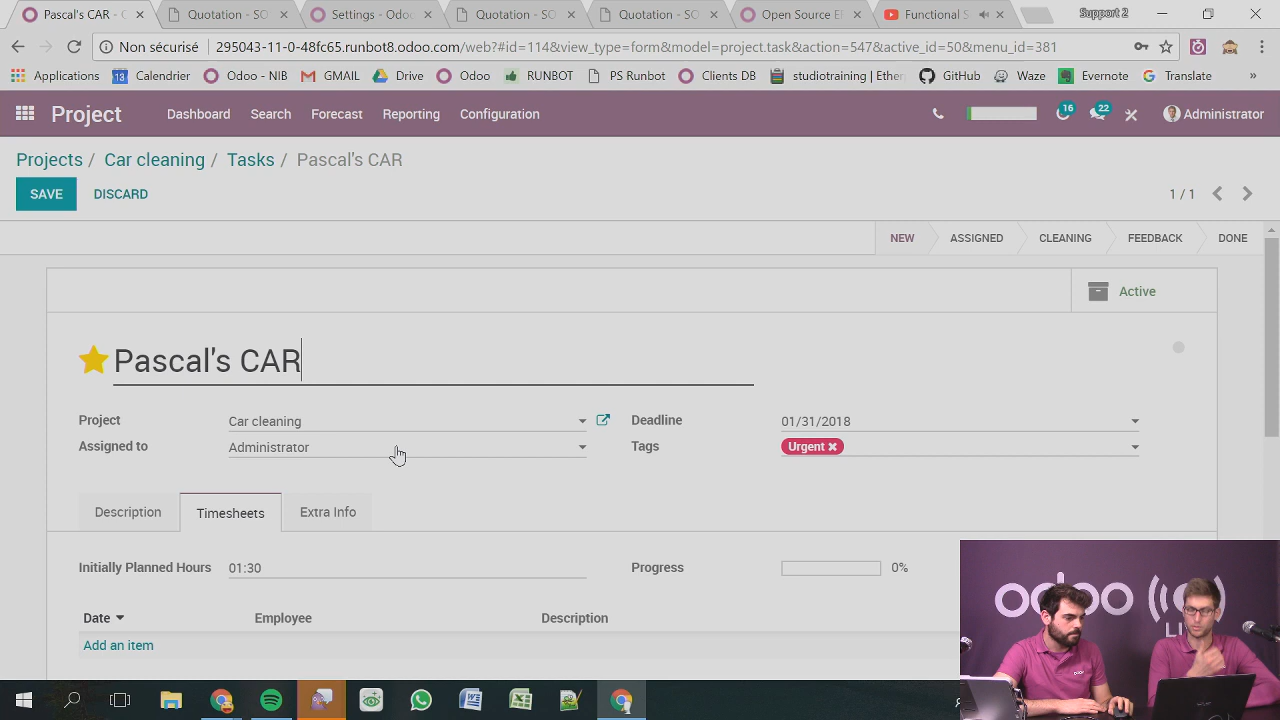 Pascal's CAR - O
Quotation - SO
Settings - Odoo
Quotation - SO
Quotation - SO
Open Source ER
Functional S
Support 2
Non sécurisé
295043-11-0-48fc65.runbot8.odoo.com/web?#id=114&view_type=form&model=project.task&action=547&active_id=50&menu_id=381
Applications
Calendrier
Odoo - NIB
GMAIL
Drive
Odoo
RUNBOT
PS Runbot
Clients DB
studiotraining | Ether
GitHub
Waze
Evernote
Translate
»
Project
Dashboard
Search
Forecast
Reporting
Configuration
16
22
Administrator
Projects / Car cleaning / Tasks / Pascal's CAR
SAVE
DISCARD
1 / 1
NEW
ASSIGNED
CLEANING
FEEDBACK
DONE
Active
Pascal's CAR
Project
Car cleaning
Deadline
01/31/2018
Assigned to
Administrator
Tags
Urgent ×
Description
Timesheets
Extra Info
Initially Planned Hours
01:30
Progress
0%
Date
Employee
Description
Add an item
odoo
LI